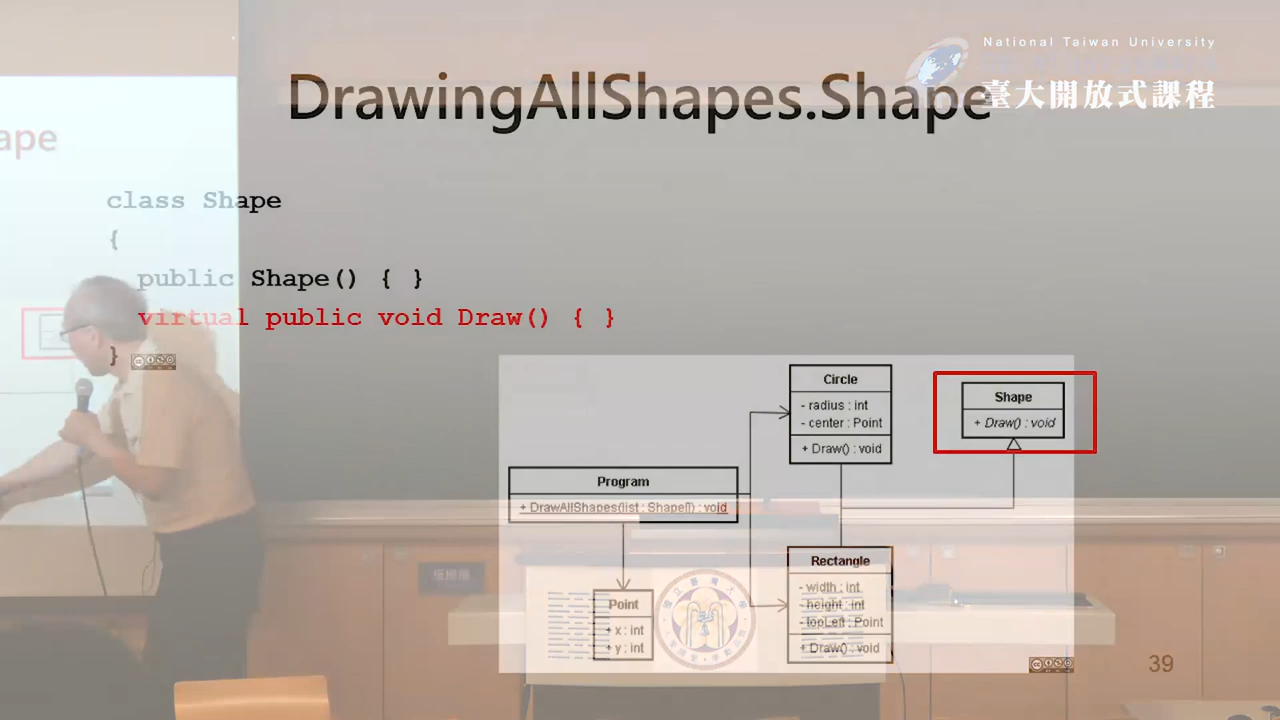 National Taiwan University
臺大開放式課程
DrawingAllShapes.Shape
ape
class Shape
{
public Shape() { }
virtual public void Draw() { }
}
Circle
- radius : int
- center : Point
+ Draw() : void
Shape
+ Draw() : void
Program
+ DrawAllShapes(list : Shape[]) : void
Point
+ x : int
+ y : int
Rectangle
- width : int
- height : int
- topLeft : Point
+ Draw() : void
39